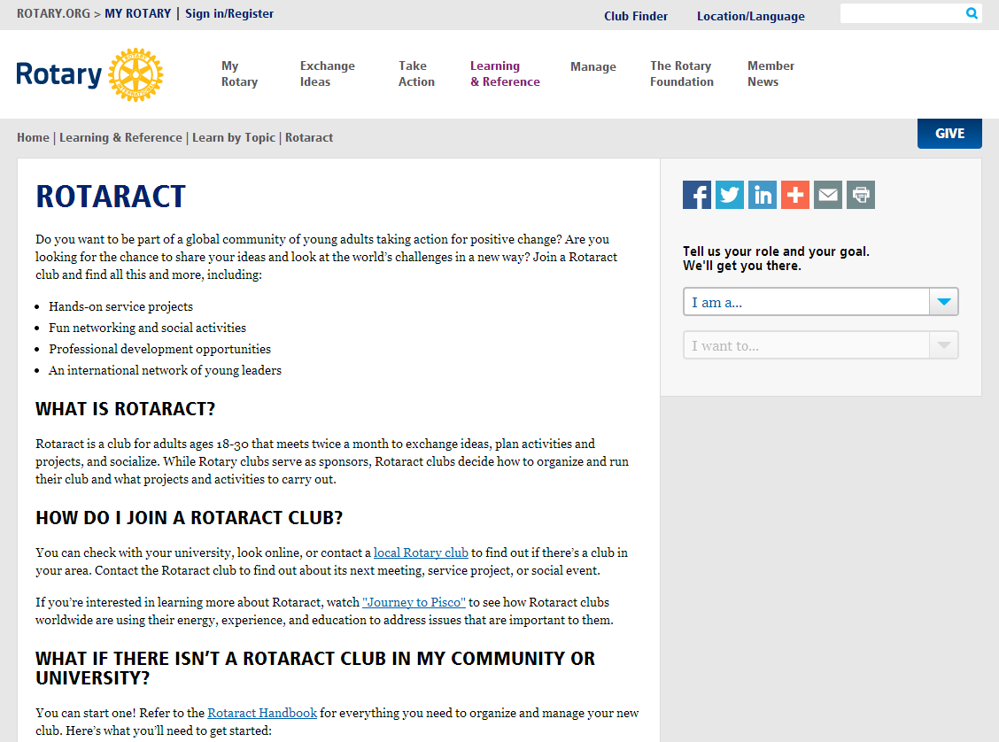 ROTARY.ORG > MY ROTARY | Sign in/Register
Club Finder
Location/Language
Rotary
ROTARY
INTERNATIONAL
My
Rotary
Exchange
Ideas
Take
Action
Learning
& Reference
Manage
The Rotary
Foundation
Member
News
Home | Learning & Reference | Learn by Topic | Rotaract
GIVE
ROTARACT
Do you want to be part of a global community of young adults taking action for positive change? Are you
looking for the chance to share your ideas and look at the world’s challenges in a new way? Join a Rotaract
club and find all this and more, including:
• Hands-on service projects
• Fun networking and social activities
• Professional development opportunities
• An international network of young leaders
WHAT IS ROTARACT?
Rotaract is a club for adults ages 18-30 that meets twice a month to exchange ideas, plan activities and
projects, and socialize. While Rotary clubs serve as sponsors, Rotaract clubs decide how to organize and run
their club and what projects and activities to carry out.
HOW DO I JOIN A ROTARACT CLUB?
You can check with your university, look online, or contact a local Rotary club to find out if there’s a club in
your area. Contact the Rotaract club to find out about its next meeting, service project, or social event.
If you’re interested in learning more about Rotaract, watch "Journey to Pisco" to see how Rotaract clubs
worldwide are using their energy, experience, and education to address issues that are important to them.
WHAT IF THERE ISN’T A ROTARACT CLUB IN MY COMMUNITY OR
UNIVERSITY?
You can start one! Refer to the Rotaract Handbook for everything you need to organize and manage your new
club. Here’s what you’ll need to get started:
f
in
Tell us your role and your goal.
We'll get you there.
I am a...
I want to...